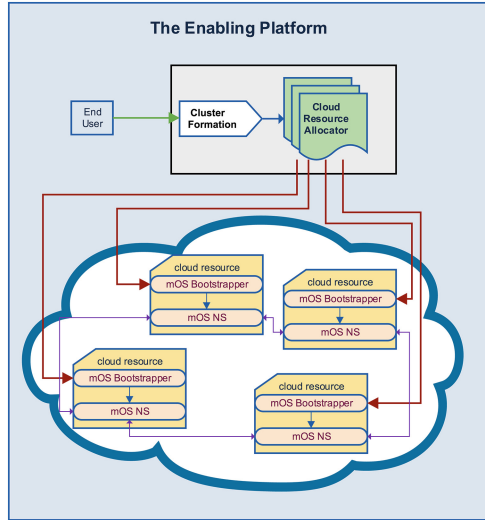 The Enabling Platform
End
User
Cluster
Formation
Cloud
Resource
Allocator
cloud resource
mOS Bootstrapper
mOS NS
cloud resource
mOS Bootstrapper
mOS NS
cloud resource
mOS Bootstrapper
mOS NS
cloud resource
mOS Bootstrapper
mOS NS